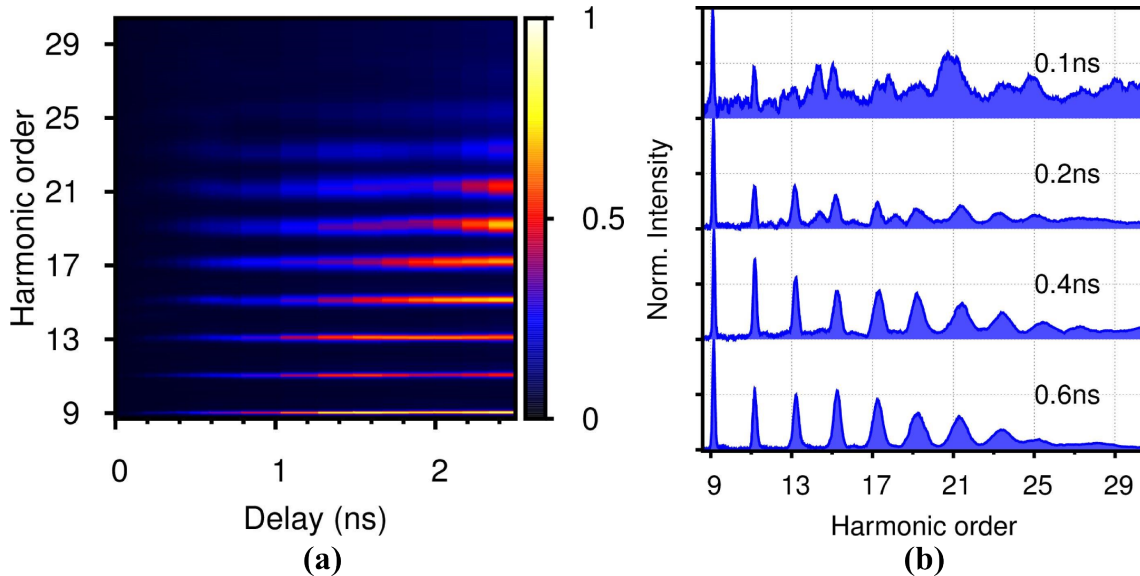 29
25
21
17
13
9
Harmonic order
0
1
2
Delay (ns)
1
0.5
0
(a)
Norm. Intensity
0.1ns
0.2ns
0.4ns
0.6ns
9 13 17 21 25 29
Harmonic order
(b)